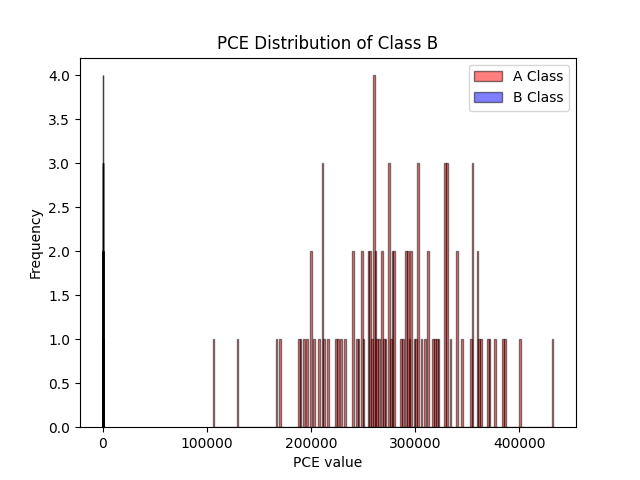 PCE Distribution of Class B
A Class
B Class
4.0
3.5
3.0
2.5
2.0
1.5
1.0
0.5
0.0
Frequency
0 100000 200000 300000 400000
PCE value